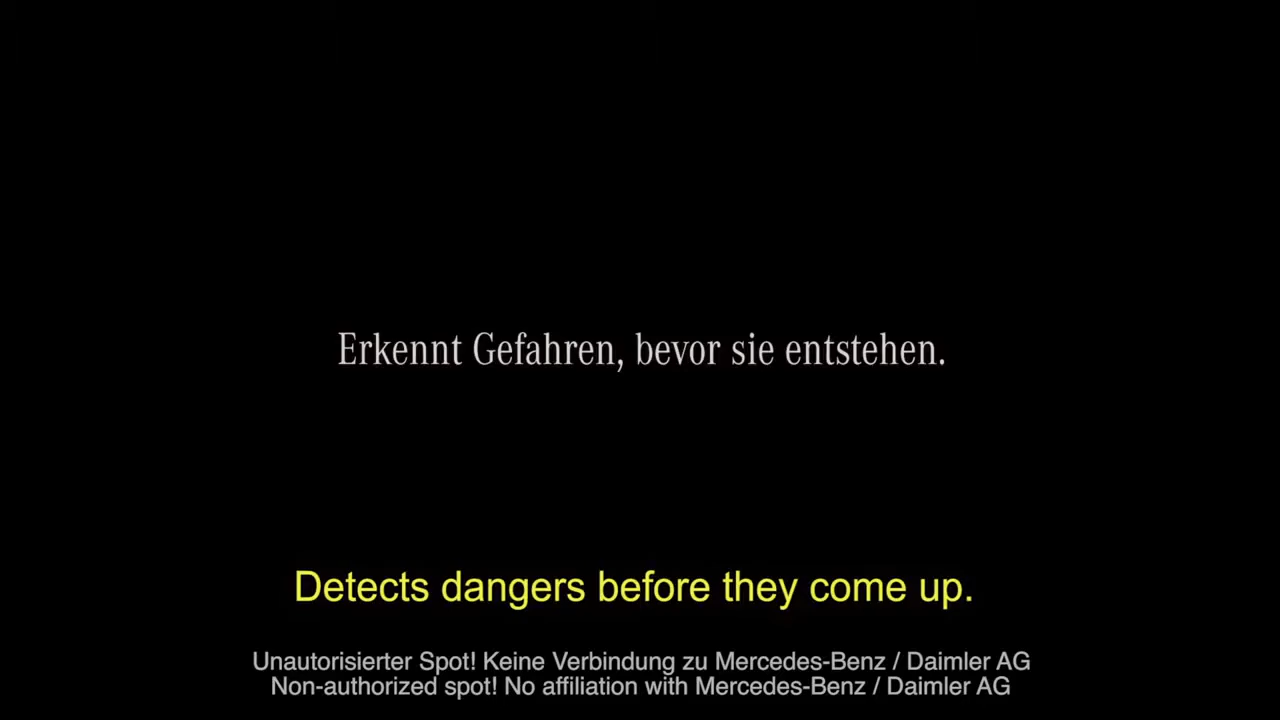 Erkennt Gefahren, bevor sie entstehen.
Detects dangers before they come up.
Unautorisierter Spot! Keine Verbindung zu Mercedes-Benz / Daimler AG
Non-authorized spot! No affiliation with Mercedes-Benz / Daimler AG